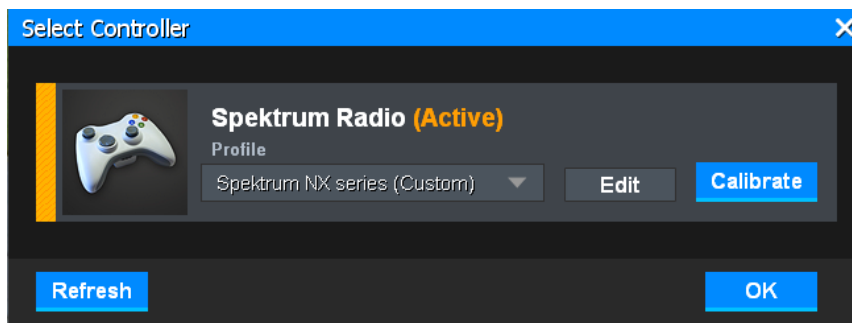 Select Controller
Spektrum Radio (Active)
Profile
Spektrum NX series (Custom)
Edit
Calibrate
Refresh
OK